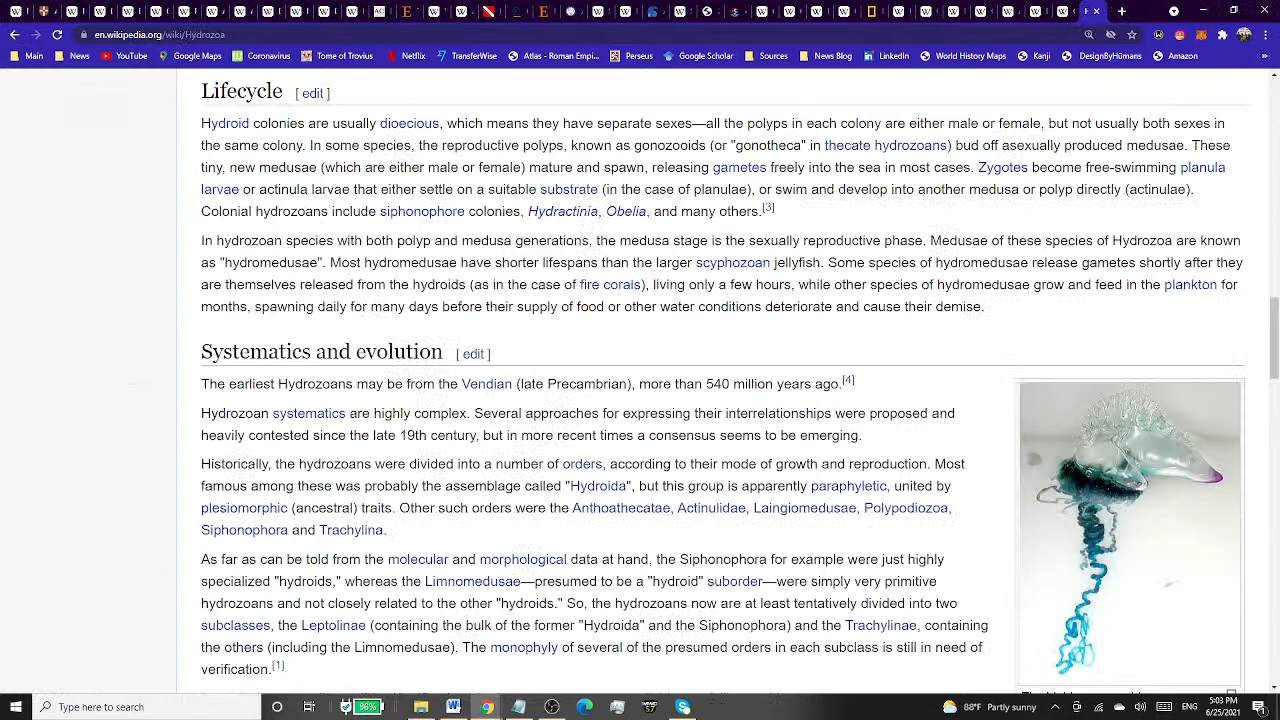 en.wikipedia.org/wiki/Hydrozoa
Main News YouTube Google Maps Coronavirus Tome of Trovius Netflix TransferWise Atlas - Roman Empi... Perseus Google Scholar Sources News Blog LinkedIn World History Maps Kanji DesignByHümans Amazon
Lifecycle [ edit ]
Hydroid colonies are usually dioecious, which means they have separate sexes—all the polyps in each colony are either male or female, but not usually both sexes in
the same colony. In some species, the reproductive polyps, known as gonozooids (or "gonotheca" in thecate hydrozoans) bud off asexually produced medusae. These
tiny, new medusae (which are either male or female) mature and spawn, releasing gametes freely into the sea in most cases. Zygotes become free-swimming planula
larvae or actinula larvae that either settle on a suitable substrate (in the case of planulae), or swim and develop into another medusa or polyp directly (actinulae).
Colonial hydrozoans include siphonophore colonies, Hydractinia, Obelia, and many others.[3]
In hydrozoan species with both polyp and medusa generations, the medusa stage is the sexually reproductive phase. Medusae of these species of Hydrozoa are known
as "hydromedusae". Most hydromedusae have shorter lifespans than the larger scyphozoan jellyfish. Some species of hydromedusae release gametes shortly after they
are themselves released from the hydroids (as in the case of fire corals), living only a few hours, while other species of hydromedusae grow and feed in the plankton for
months, spawning daily for many days before their supply of food or other water conditions deteriorate and cause their demise.
Systematics and evolution [ edit ]
The earliest Hydrozoans may be from the Vendian (late Precambrian), more than 540 million years ago.[4]
Hydrozoan systematics are highly complex. Several approaches for expressing their interrelationships were proposed and
heavily contested since the late 19th century, but in more recent times a consensus seems to be emerging.
Historically, the hydrozoans were divided into a number of orders, according to their mode of growth and reproduction. Most
famous among these was probably the assemblage called "Hydroida", but this group is apparently paraphyletic, united by
plesiomorphic (ancestral) traits. Other such orders were the Anthoathecatae, Actinulidae, Laingiomedusae, Polypodiozoa,
Siphonophora and Trachylina.
As far as can be told from the molecular and morphological data at hand, the Siphonophora for example were just highly
specialized "hydroids," whereas the Limnomedusae—presumed to be a "hydroid" suborder—were simply very primitive
hydrozoans and not closely related to the other "hydroids." So, the hydrozoans now are at least tentatively divided into two
subclasses, the Leptolinae (containing the bulk of the former "Hydroida" and the Siphonophora) and the Trachylinae, containing
the others (including the Limnomedusae). The monophyly of several of the presumed orders in each subclass is still in need of
verification.[1]
Type here to search
96%
88°F Partly sunny
ENG
5:03 PM
6/25/2021